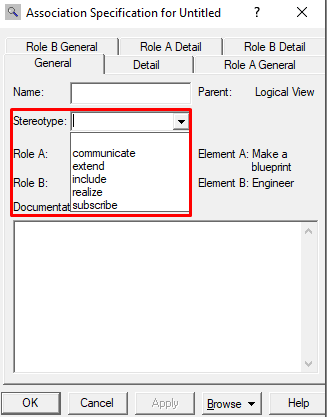 Association Specification for Untitled ? ×
Role B General Role A Detail Role B Detail
General Detail Role A General
Name: Parent: Logical View
Stereotype:
communicate
extend
include
realize
subscribe
Role A: Element A: Make a
blueprint
Role B: Element B: Engineer
Documentat
OK Cancel Apply Browse Help